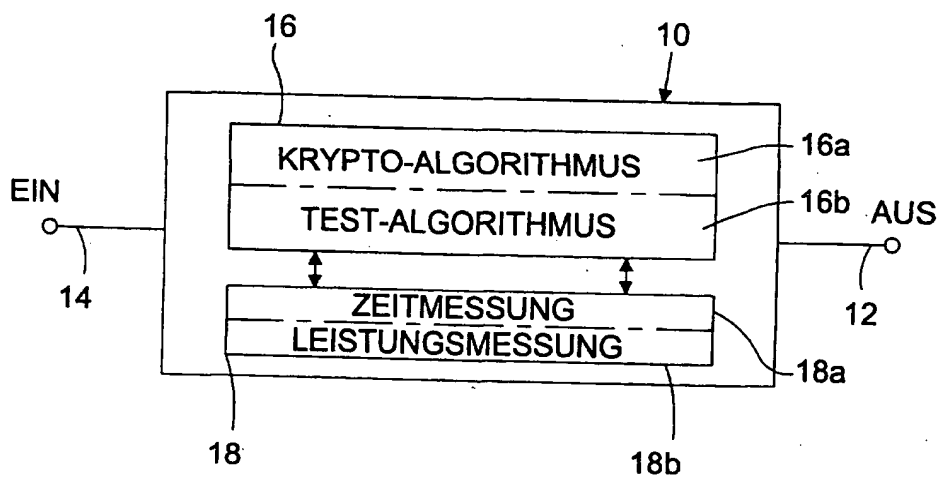 16
10
KRYPTO-ALGORITHMUS
16a
EIN
TEST-ALGORITHMUS
16b
AUS
14
ZEITMESSUNG
12
LEISTUNGSMESSUNG
18a
18
18b